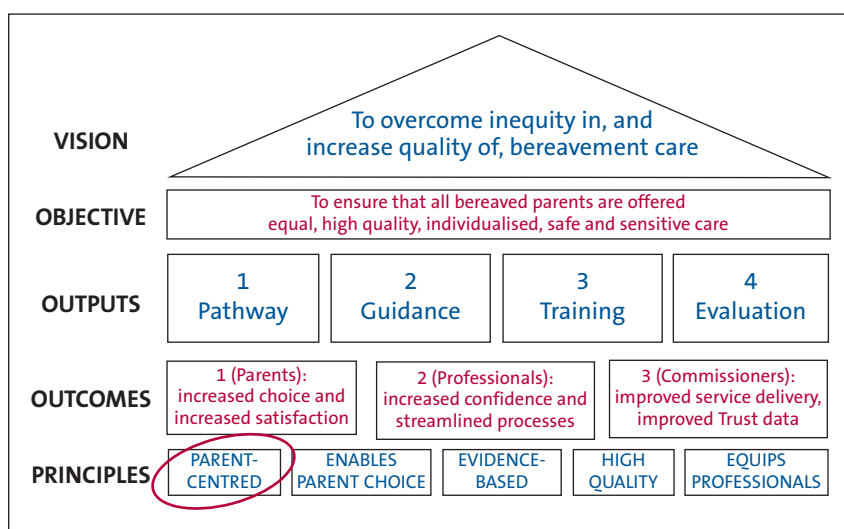 VISION
To overcome inequity in, and
increase quality of, bereavement care
OBJECTIVE
To ensure that all bereaved parents are offered
equal, high quality, individualised, safe and sensitive care
OUTPUTS
1
Pathway
2
Guidance
3
Training
4
Evaluation
OUTCOMES
1 (Parents):
increased choice and
increased satisfaction
2 (Professionals):
increased confidence and
streamlined processes
3 (Commissioners):
improved service delivery,
improved Trust data
PRINCIPLES
PARENT-
CENTRED
ENABLES
PARENT CHOICE
EVIDENCE-
BASED
HIGH
QUALITY
EQUIPS
PROFESSIONALS